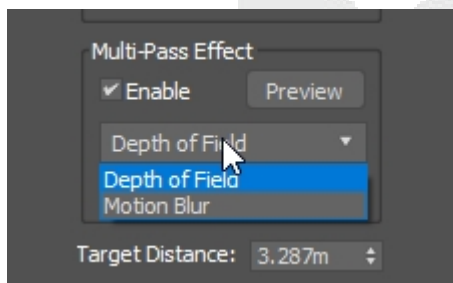 Multi-Pass Effect
Enable Preview
Depth of Field
Depth of Field
Motion Blur
Target Distance: 3.287m